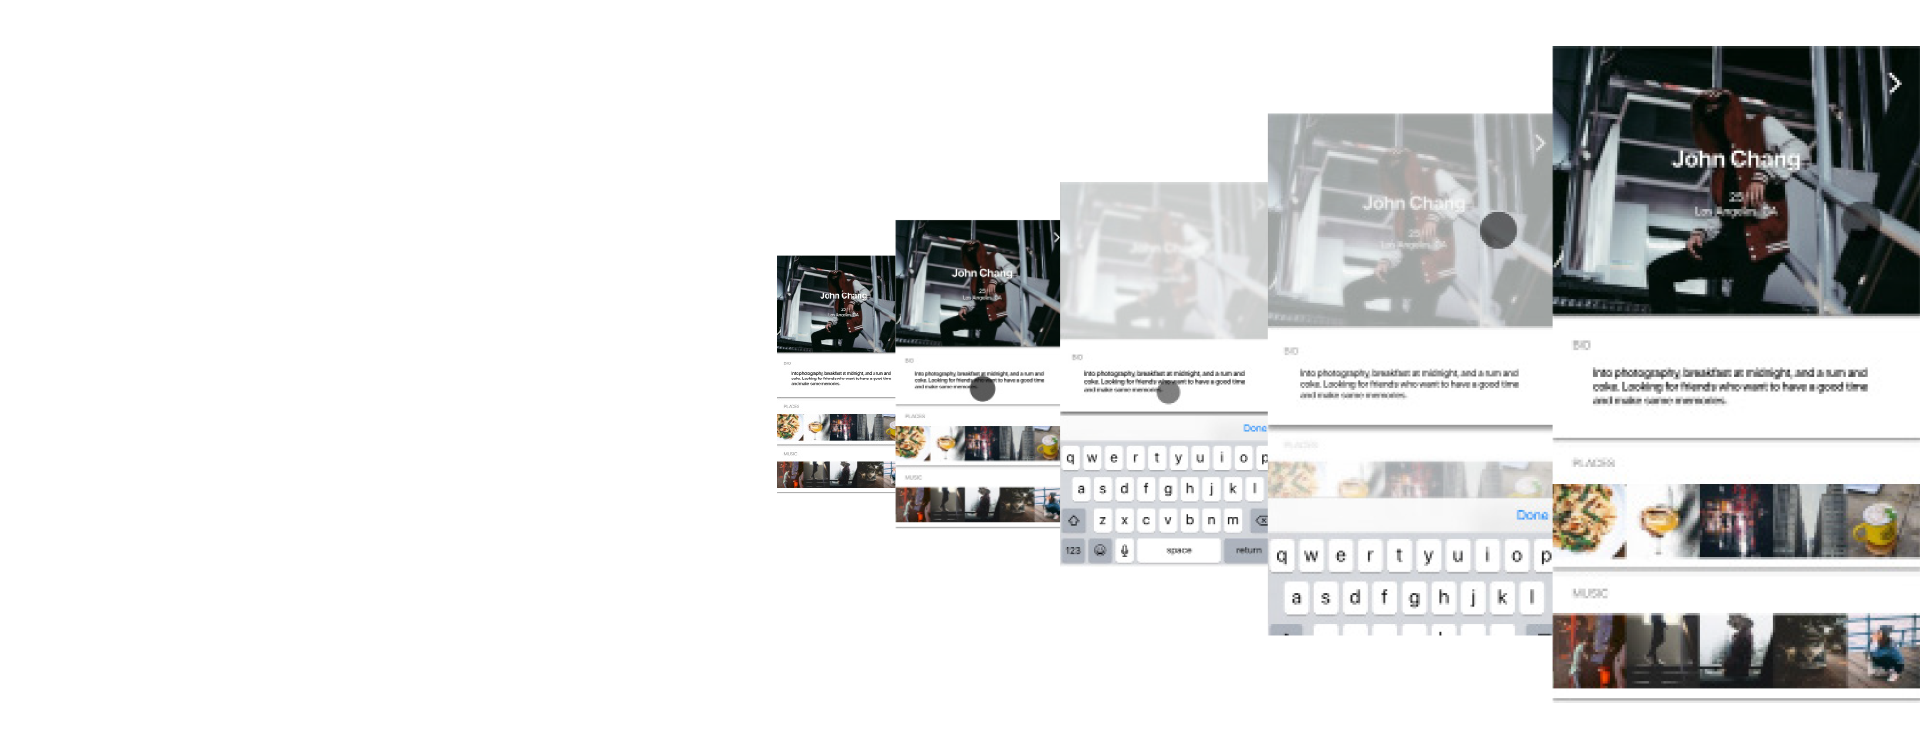 John Chang
25
Los Angeles, CA
BIO
Into photography, breakfast at midnight, and a rum and
coke. Looking for friends who want to have a good time
and make some memories.
PLACES
MUSIC
John Chang
25
Los Angeles, CA
BIO
Into photography, breakfast at midnight, and a rum and
coke. Looking for friends who want to have a good time
and make some memories.
PLACES
MUSIC
John Chang
BIO
Into photography, breakfast at midnight, and a rum and
coke. Looking for friends who want to have a good time
and make some memories.
Done
q w e r t y u i o p
a s d f g h j k l
z x c v b n m
123 space return
John Chang
25
Los Angeles, CA
BIO
Into photography, breakfast at midnight, and a rum and
coke. Looking for friends who want to have a good time
and make some memories.
PLACES
Done
q w e r t y u i o p
a s d f g h j k l
John Chang
25
Los Angeles, CA
BIO
Into photography, breakfast at midnight, and a rum and
coke. Looking for friends who want to have a good time
and make some memories.
PLACES
MUSIC